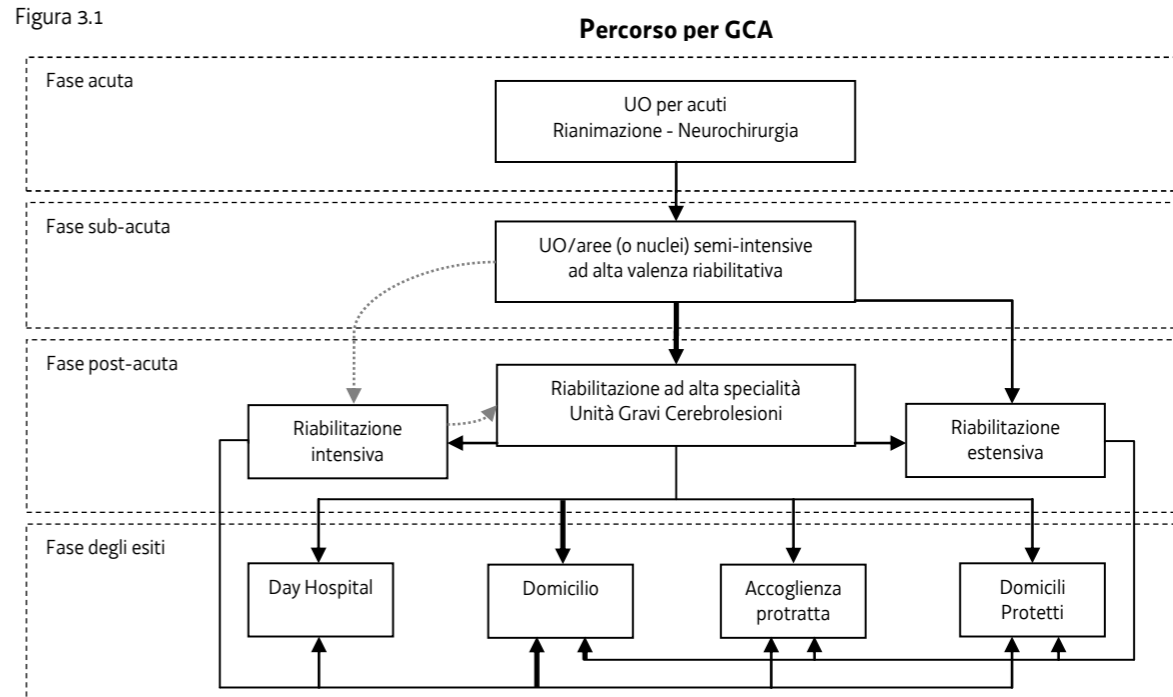 Figura 3.1
Percorso per GCA
Fase acuta
UO per acuti
Rianimazione - Neurochirurgia
Fase sub-acuta
UO/aree (o nuclei) semi-intensive
ad alta valenza riabilitativa
Fase post-acuta
Riabilitazione ad alta specialità
Unità Gravi Cerebrolesioni
Riabilitazione
intensiva
Riabilitazione
estensiva
Fase degli esiti
Day Hospital
Domicilio
Accoglienza
protratta
Domicili
Protetti